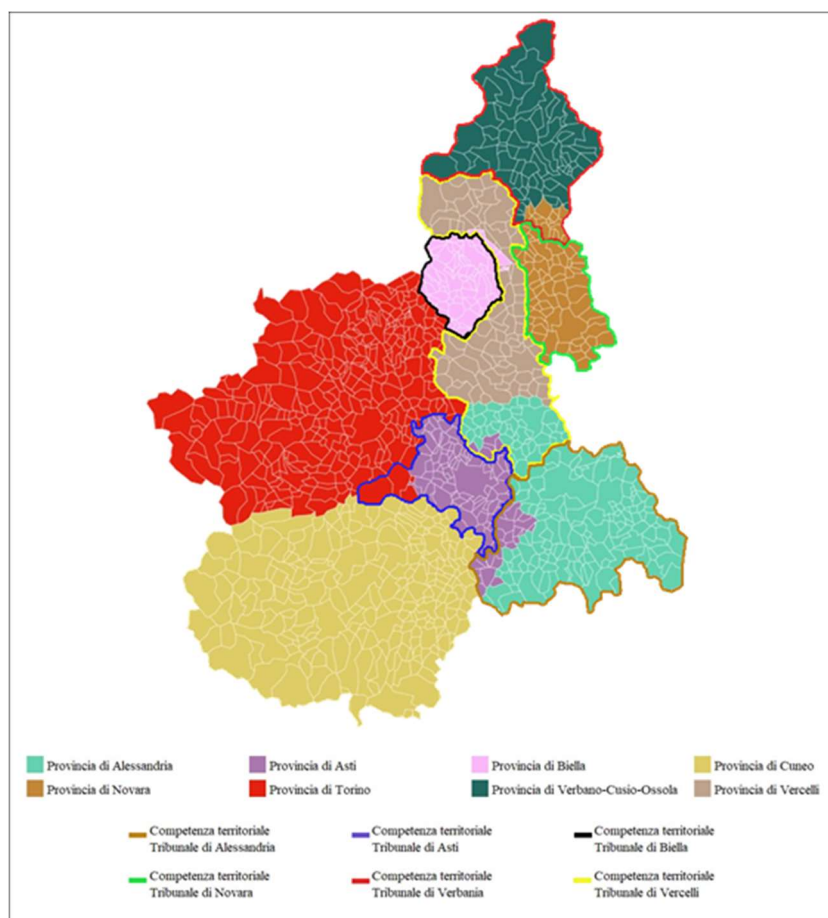 Provincia di Alessandria
Provincia di Asti
Provincia di Biella
Provincia di Cuneo
Provincia di Novara
Provincia di Torino
Provincia di Verbano-Cusio-Ossola
Provincia di Vercelli
Competenza territoriale
Tribunale di Alessandria
Competenza territoriale
Tribunale di Asti
Competenza territoriale
Tribunale di Biella
Competenza territoriale
Tribunale di Novara
Competenza territoriale
Tribunale di Verbania
Competenza territoriale
Tribunale di Vercelli